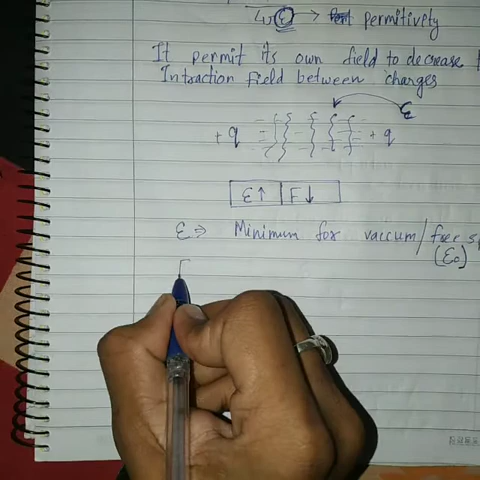 ε → permitivity
It permit its own field to decrease
Intraction field between charges
ε
+ q + q
ε↑ F↓
ε ⇒ Minimum for vaccum/free
(ε₀)